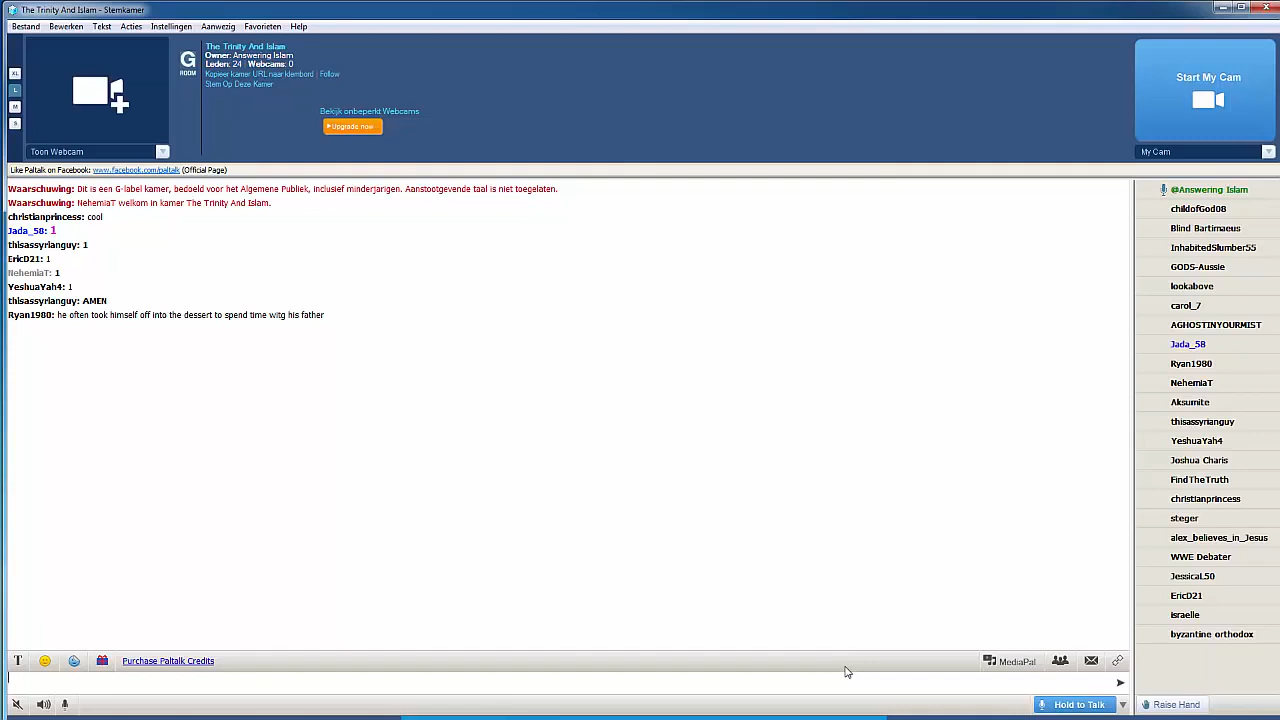 The Trinity And Islam - Stemkamer
Bestand Bewerken Tekst Acties Instellingen Aanwezig Favorieten Help
XL
L
M
S
Toon Webcam
G
ROOM
The Trinity And Islam
Owner: Answering Islam
Leden: 24 Webcams: 0
Kopieer kamer URL naar klembord | Follow
Stem Op Deze Kamer
Bekijk onbeperkt Webcams
Upgrade now
Start My Cam
My Cam
Like Paltalk on Facebook: www.facebook.com/paltalk (Official Page)
Waarschuwing: Dit is een G-label kamer, bedoeld voor het Algemene Publiek, inclusief minderjarigen. Aanstootgevende taal is niet toegelaten.
Waarschuwing: NehemiaT welkom in kamer The Trinity And Islam.
christianprincess: cool
Jada_58: 1
thisassyrianguy: 1
EricD21: 1
NehemiaT: 1
YeshuaYah4: 1
thisassyrianguy: AMEN
Ryan1980: he often took himself off into the dessert to spend time witg his father
@Answering Islam
childofGod08
Blind Bartimaeus
InhabitedSlumber55
GODS-Aussie
lookabove
carol_7
AGHOSTINYOURMIST
Jada_58
Ryan1980
NehemiaT
Aksumite
thisassyrianguy
YeshuaYah4
Joshua Charis
FindTheTruth
christianprincess
steger
alex_believes_in_Jesus
WWE Debater
JessicaL50
EricD21
israelle
byzantine orthodox
T Purchase Paltalk Credits
MediaPal
Hold to Talk
Raise Hand